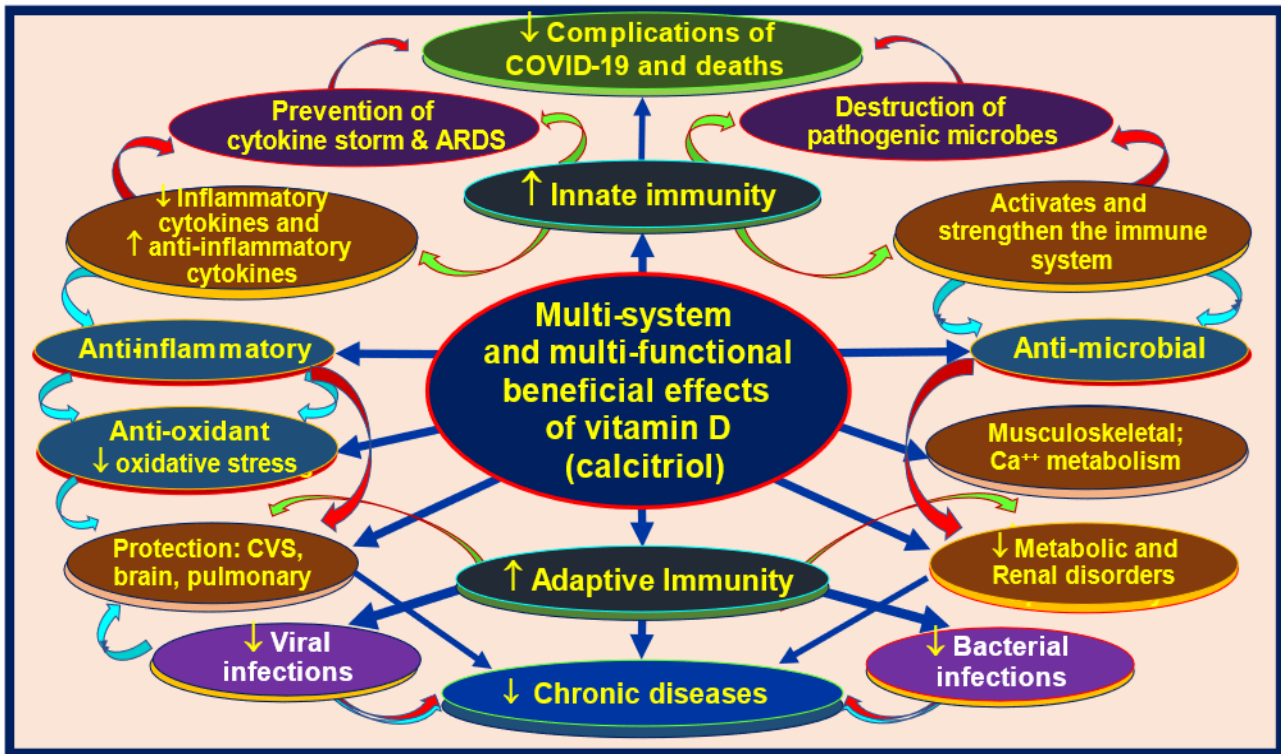 ↓ Complications of
COVID-19 and deaths
Prevention of
cytokine storm & ARDS
Destruction of
pathogenic microbes
↑ Innate immunity
↓ Inflammatory
cytokines and
↑ anti-inflammatory
cytokines
Activates and
strengthen the immune
system
Multi-system
and multi-functional
beneficial effects
of vitamin D
(calcitriol)
Anti-inflammatory
Anti-microbial
Anti-oxidant
↓ oxidative stress
Musculoskeletal;
Ca⁺⁺ metabolism
Protection: CVS,
brain, pulmonary
↑ Adaptive Immunity
↓ Metabolic and
Renal disorders
↓ Viral
infections
↓ Bacterial
infections
↓ Chronic diseases